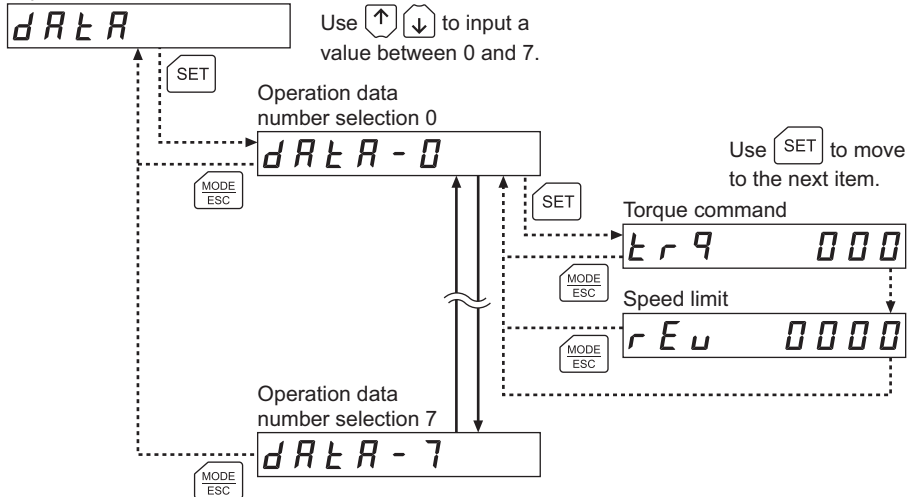 dAtA
Use ↑ ↓ to input a
value between 0 and 7.
SET
Operation data
number selection 0
dAtA-0
MODE
ESC
SET
Use SET to move
to the next item.
Torque command
trq 000
MODE
ESC
Speed limit
rEv 0000
MODE
ESC
Operation data
number selection 7
dAtA-7
MODE
ESC